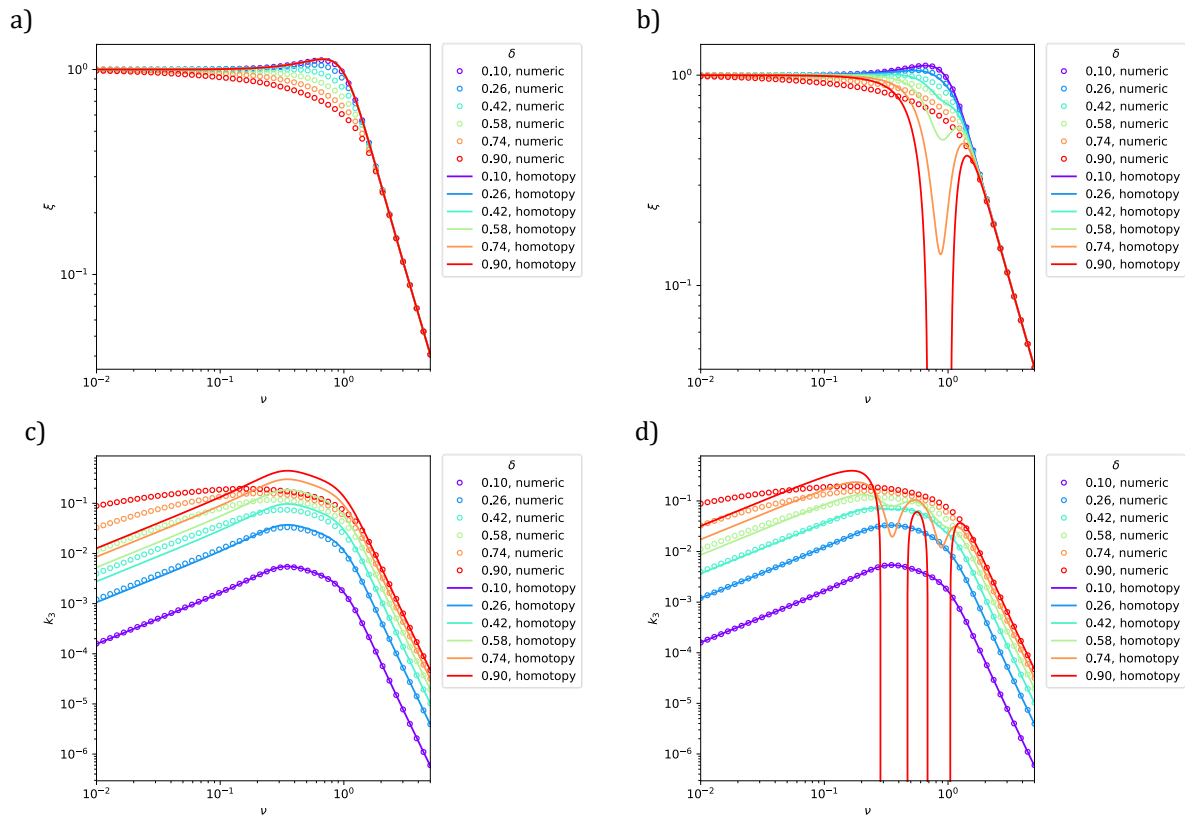 a)
10⁰
10⁻¹
ξ
10⁻²
10⁻¹
10⁰
ν
δ
0.10, numeric
0.26, numeric
0.42, numeric
0.58, numeric
0.74, numeric
0.90, numeric
0.10, homotopy
0.26, homotopy
0.42, homotopy
0.58, homotopy
0.74, homotopy
0.90, homotopy
b)
10⁰
10⁻¹
ξ
10⁻²
10⁻¹
10⁰
ν
δ
0.10, numeric
0.26, numeric
0.42, numeric
0.58, numeric
0.74, numeric
0.90, numeric
0.10, homotopy
0.26, homotopy
0.42, homotopy
0.58, homotopy
0.74, homotopy
0.90, homotopy
c)
10⁻¹
10⁻²
10⁻³
10⁻⁴
10⁻⁵
10⁻⁶
k₃
10⁻²
10⁻¹
10⁰
ν
δ
0.10, numeric
0.26, numeric
0.42, numeric
0.58, numeric
0.74, numeric
0.90, numeric
0.10, homotopy
0.26, homotopy
0.42, homotopy
0.58, homotopy
0.74, homotopy
0.90, homotopy
d)
10⁻¹
10⁻²
10⁻³
10⁻⁴
10⁻⁵
10⁻⁶
k₃
10⁻²
10⁻¹
10⁰
ν
δ
0.10, numeric
0.26, numeric
0.42, numeric
0.58, numeric
0.74, numeric
0.90, numeric
0.10, homotopy
0.26, homotopy
0.42, homotopy
0.58, homotopy
0.74, homotopy
0.90, homotopy